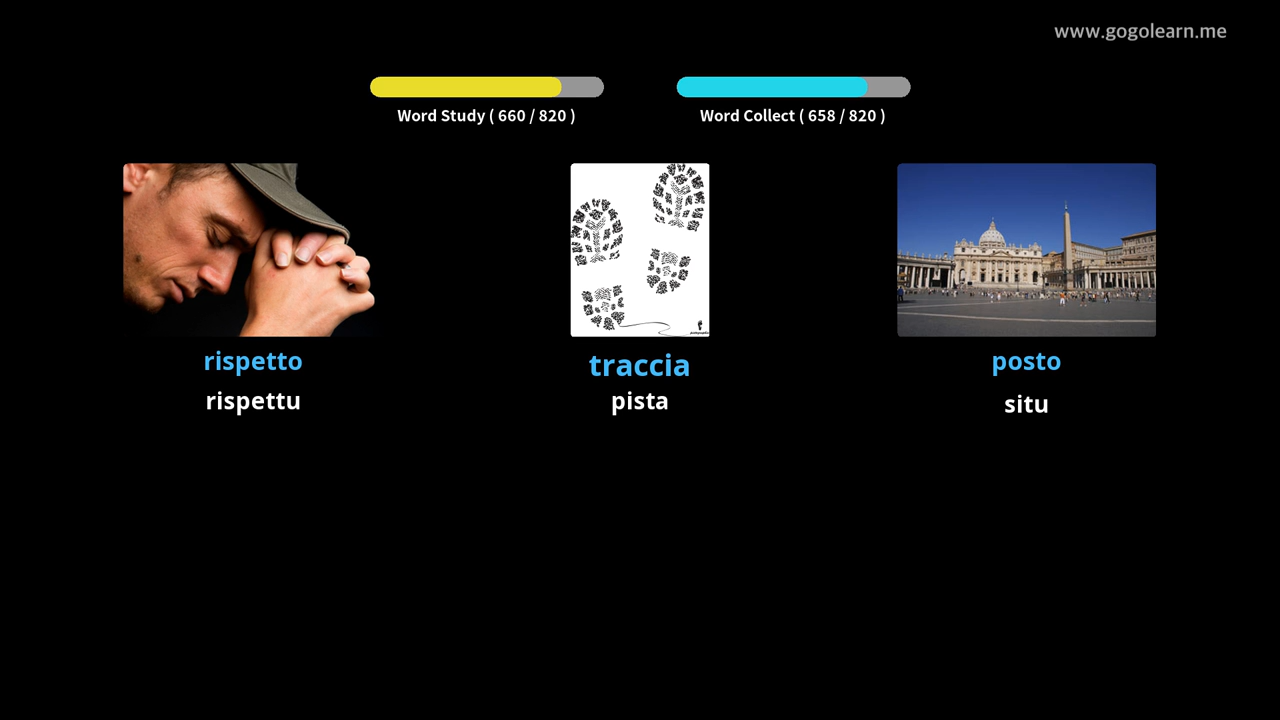 www.gogolearn.me
Word Study ( 660 / 820 )
Word Collect ( 658 / 820 )
rispetto
rispettu
traccia
pista
posto
situ